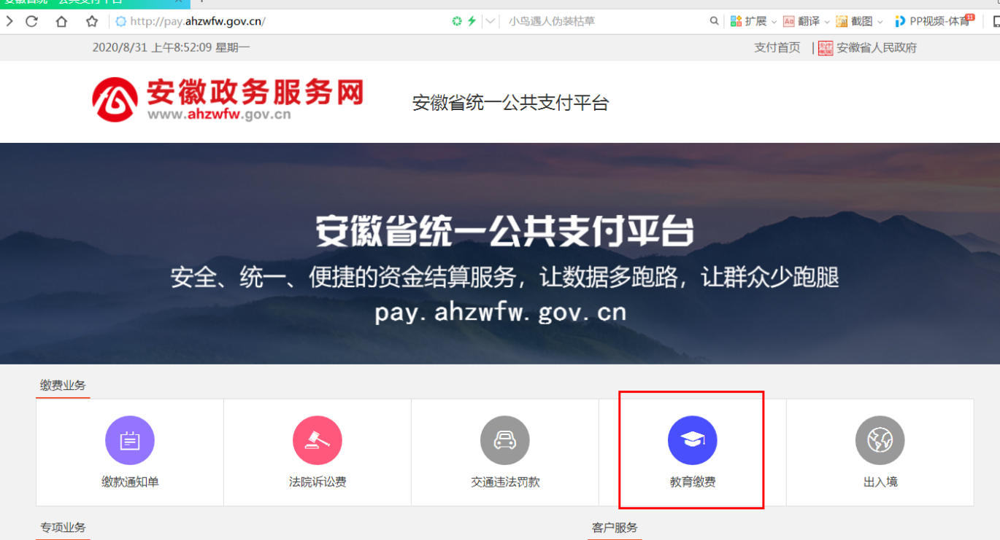 http://pay.ahzwfw.gov.cn/
小鸟遇人伪装枯草
扩展
翻译
截图
PP视频-体育
11
2020/8/31 上午8:52:09 星期一
支付首页
安徽省人民政府
安徽政务服务网
www.ahzwfw.gov.cn
安徽省统一公共支付平台
安徽省统一公共支付平台
安全、统一、便捷的资金结算服务，让数据多跑路，让群众少跑腿
pay.ahzwfw.gov.cn
缴费业务
缴款通知单
法院诉讼费
交通违法罚款
教育缴费
出入境
专项业务
客户服务